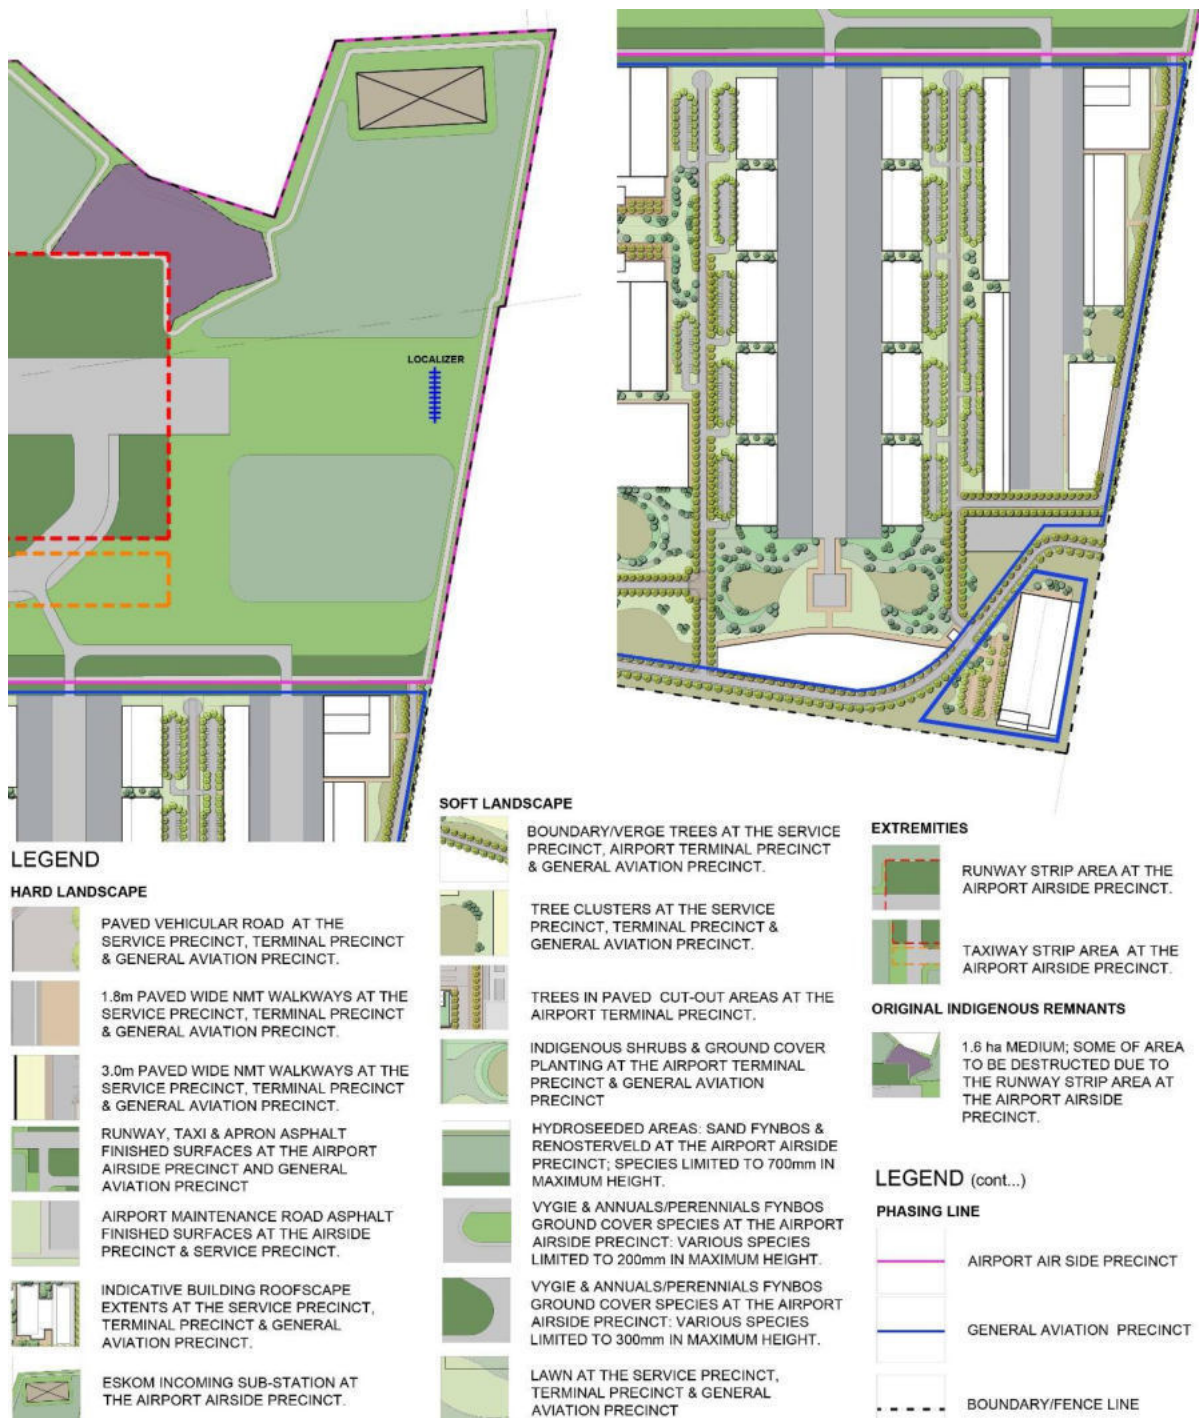 LOCALIZER
LEGEND
HARD LANDSCAPE
PAVED VEHICULAR ROAD AT THE
SERVICE PRECINCT, TERMINAL PRECINCT
& GENERAL AVIATION PRECINCT.
1.8m PAVED WIDE NMT WALKWAYS AT THE
SERVICE PRECINCT, TERMINAL PRECINCT
& GENERAL AVIATION PRECINCT.
3.0m PAVED WIDE NMT WALKWAYS AT THE
SERVICE PRECINCT, TERMINAL PRECINCT
& GENERAL AVIATION PRECINCT.
RUNWAY, TAXI & APRON ASPHALT
FINISHED SURFACES AT THE AIRPORT
AIRSIDE PRECINCT AND GENERAL
AVIATION PRECINCT
AIRPORT MAINTENANCE ROAD ASPHALT
FINISHED SURFACES AT THE AIRSIDE
PRECINCT & SERVICE PRECINCT.
INDICATIVE BUILDING ROOFSCAPE
EXTENTS AT THE SERVICE PRECINCT,
TERMINAL PRECINCT & GENERAL
AVIATION PRECINCT.
ESKOM INCOMING SUB-STATION AT
THE AIRPORT AIRSIDE PRECINCT.
SOFT LANDSCAPE
BOUNDARY/VERGE TREES AT THE SERVICE
PRECINCT, AIRPORT TERMINAL PRECINCT
& GENERAL AVIATION PRECINCT.
TREE CLUSTERS AT THE SERVICE
PRECINCT, TERMINAL PRECINCT &
GENERAL AVIATION PRECINCT.
TREES IN PAVED CUT-OUT AREAS AT THE
AIRPORT TERMINAL PRECINCT.
INDIGENOUS SHRUBS & GROUND COVER
PLANTING AT THE AIRPORT TERMINAL
PRECINCT & GENERAL AVIATION
PRECINCT
HYDROSEEDED AREAS: SAND FYNBOS &
RENOSTERVELD AT THE AIRPORT AIRSIDE
PRECINCT; SPECIES LIMITED TO 700mm IN
MAXIMUM HEIGHT.
VYGIE & ANNUALS/PERENNIALS FYNBOS
GROUND COVER SPECIES AT THE AIRPORT
AIRSIDE PRECINCT: VARIOUS SPECIES
LIMITED TO 200mm IN MAXIMUM HEIGHT.
VYGIE & ANNUALS/PERENNIALS FYNBOS
GROUND COVER SPECIES AT THE AIRPORT
AIRSIDE PRECINCT: VARIOUS SPECIES
LIMITED TO 300mm IN MAXIMUM HEIGHT.
LAWN AT THE SERVICE PRECINCT,
TERMINAL PRECINCT & GENERAL
AVIATION PRECINCT
EXTREMITIES
RUNWAY STRIP AREA AT THE
AIRPORT AIRSIDE PRECINCT.
TAXIWAY STRIP AREA AT THE
AIRPORT AIRSIDE PRECINCT.
ORIGINAL INDIGENOUS REMNANTS
1.6 ha MEDIUM; SOME OF AREA
TO BE DESTRUCTED DUE TO
THE RUNWAY STRIP AREA AT
THE AIRPORT AIRSIDE
PRECINCT.
LEGEND (cont...)
PHASING LINE
AIRPORT AIR SIDE PRECINCT
GENERAL AVIATION PRECINCT
BOUNDARY/FENCE LINE